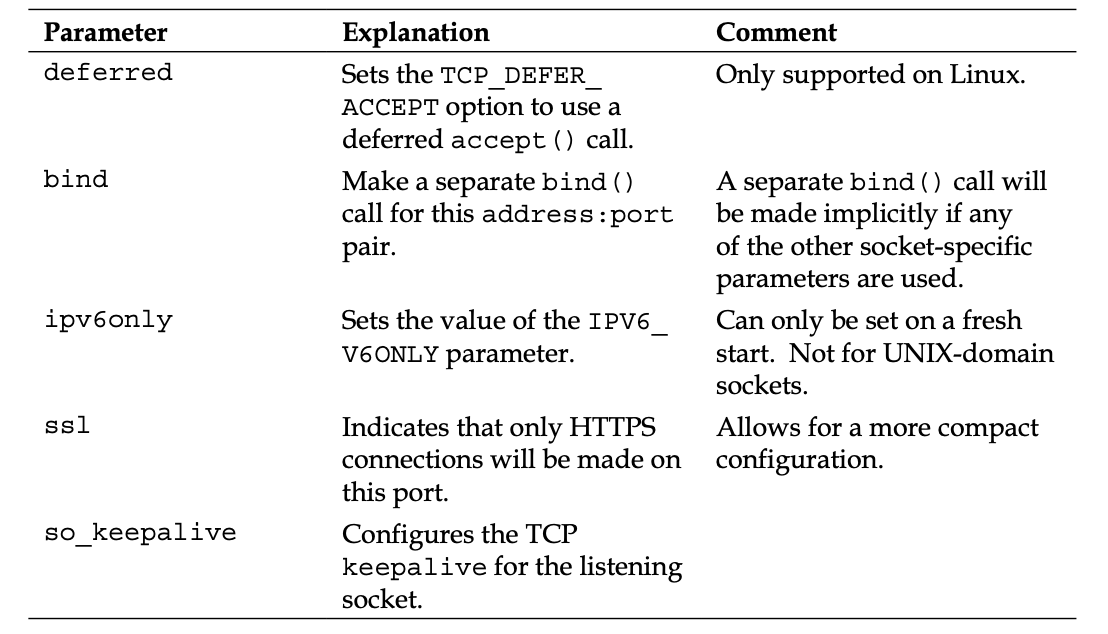 Parameter Explanation Comment
deferred Sets the TCP_DEFER_ Only supported on Linux.
ACCEPT option to use a
deferred accept() call.
bind Make a separate bind() A separate bind() call will
call for this address:port be made implicitly if any
pair. of the other socket-specific
parameters are used.
ipv6only Sets the value of the IPV6_ Can only be set on a fresh
V6ONLY parameter. start. Not for UNIX-domain
sockets.
ssl Indicates that only HTTPS Allows for a more compact
connections will be made on configuration.
this port.
so_keepalive Configures the TCP
keepalive for the listening
socket.